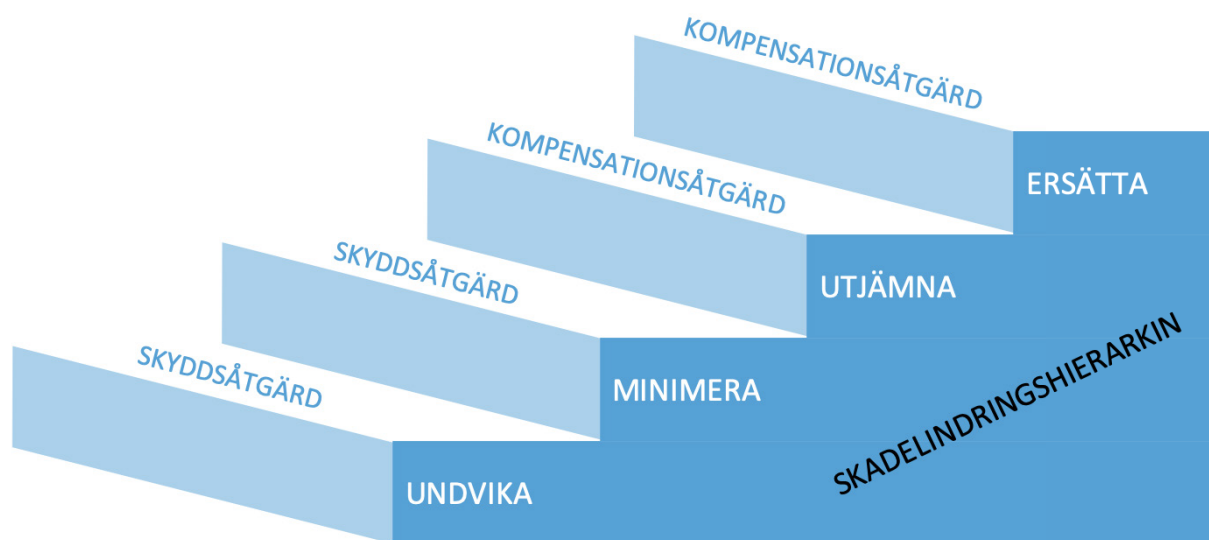 KOMPENSATIONSÅTGÄRD
ERSÄTTA
KOMPENSATIONSÅTGÄRD
UTJÄMNA
SKYDDSÅTGÄRD
MINIMERA
SKYDDSÅTGÄRD
UNDVIKA
SKADELINDRINGSHIERARKIN